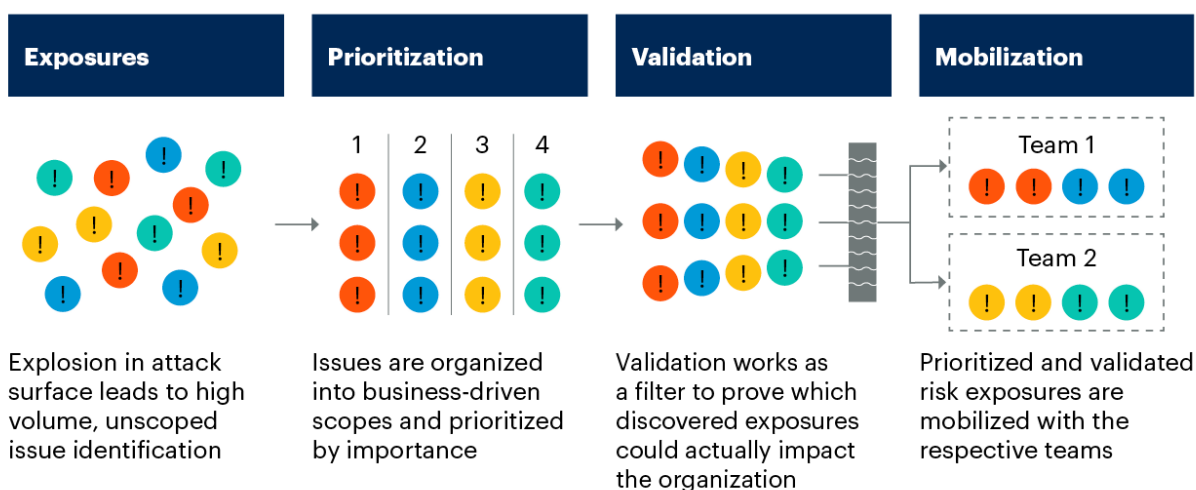 Exposures
Prioritization
Validation
Mobilization
! ! ! ! ! ! ! ! ! ! ! !
1 2 3 4
! ! ! !
! ! ! !
! ! ! !
! ! ! !
! ! ! !
! ! ! !
Team 1
! ! ! !
Team 2
! ! ! !
Explosion in attack
surface leads to high
volume, unscoped
issue identification
Issues are organized
into business-driven
scopes and prioritized
by importance
Validation works as
a filter to prove which
discovered exposures
could actually impact
the organization
Prioritized and validated
risk exposures are
mobilized with the
respective teams